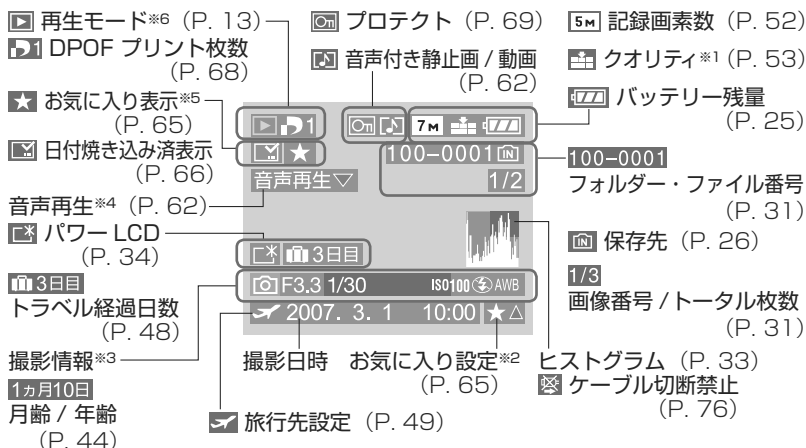 再生モード※6 (P. 13)
1 DPOF プリント枚数
(P. 68)
お気に入り表示※5
(P. 65)
日付焼き込み済表示
(P. 66)
音声再生※4 (P. 62)
パワー LCD
(P. 34)
3日目
トラベル経過日数
(P. 48)
撮影情報※3
1ヵ月10日
月齢 / 年齢
(P. 44)
プロテクト (P. 69)
音声付き静止画 / 動画
(P. 62)
1
7M
100-0001 IN
音声再生▽
1/2
3日目
F3.3 1/30 ISO100 AWB
2007. 3. 1 10:00 ★△
撮影日時
お気に入り設定※2
(P. 65)
旅行先設定 (P. 49)
5M 記録画素数 (P. 52)
クオリティ※1 (P. 53)
バッテリー残量
(P. 25)
100-0001
フォルダー・ファイル番号
(P. 31)
IN 保存先 (P. 26)
1/3
画像番号 / トータル枚数
(P. 31)
ヒストグラム (P. 33)
ケーブル切断禁止
(P. 76)